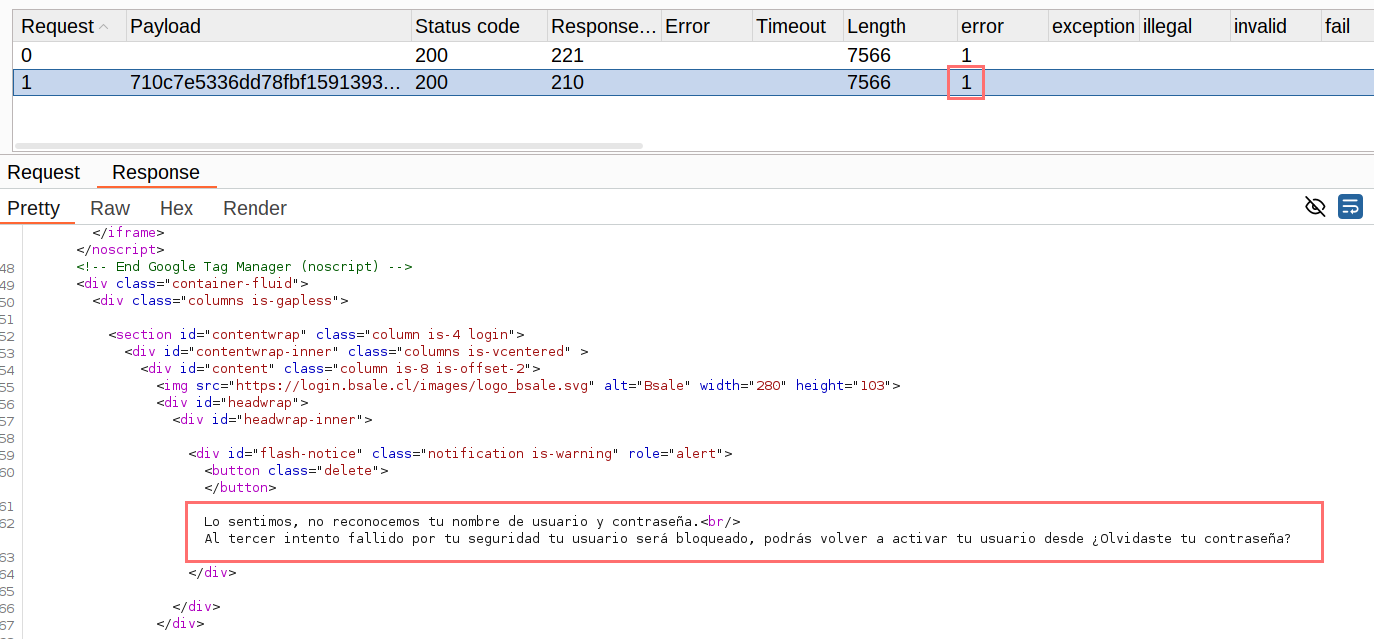 Request Payload Status code Response... Error Timeout Length error exception illegal invalid fail
0 200 221 7566 1
1 710c7e5336dd78fbf1591393... 200 210 7566 1
Request Response
Pretty Raw Hex Render
</iframe>
</noscript>
48 <!-- End Google Tag Manager (noscript) -->
49 <div class="container-fluid">
50 <div class="columns is-gapless">
51
52 <section id="contentwrap" class="column is-4 login">
53 <div id="contentwrap-inner" class="columns is-vcentered" >
54 <div id="content" class="column is-8 is-offset-2">
55 <img src="https://login.bsale.cl/images/logo_bsale.svg" alt="Bsale" width="280" height="103">
56 <div id="headwrap">
57 <div id="headwrap-inner">
58
59 <div id="flash-notice" class="notification is-warning" role="alert">
60 <button class="delete">
</button>
61
62 Lo sentimos, no reconocemos tu nombre de usuario y contraseña.<br/>
Al tercer intento fallido por tu seguridad tu usuario será bloqueado, podrás volver a activar tu usuario desde ¿Olvidaste tu contraseña?
63
64 </div>
65
66 </div>
67 </div>